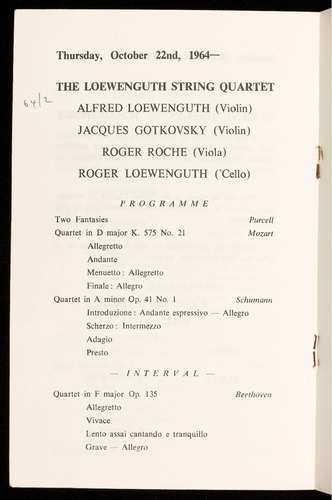 Thursday, October 22nd, 1964—
THE LOEWENGUTH STRING QUARTET
64/2
ALFRED LOEWENGUTH (Violin)
JACQUES GOTKOVSKY (Violin)
ROGER ROCHE (Viola)
ROGER LOEWENGUTH ('Cello)
PROGRAMME
Two Fantasies Purcell
Quartet in D major K. 575 No. 21 Mozart
Allegretto
Andante
Menuetto : Allegretto
Finale : Allegro
Quartet in A minor Op. 41 No. 1 Schumann
Introduzione : Andante espressivo — Allegro
Scherzo : Intermezzo
Adagio
Presto
— INTERVAL —
Quartet in F major Op. 135 Beethoven
Allegretto
Vivace
Lento assai cantando e tranquillo
Grave — Allegro